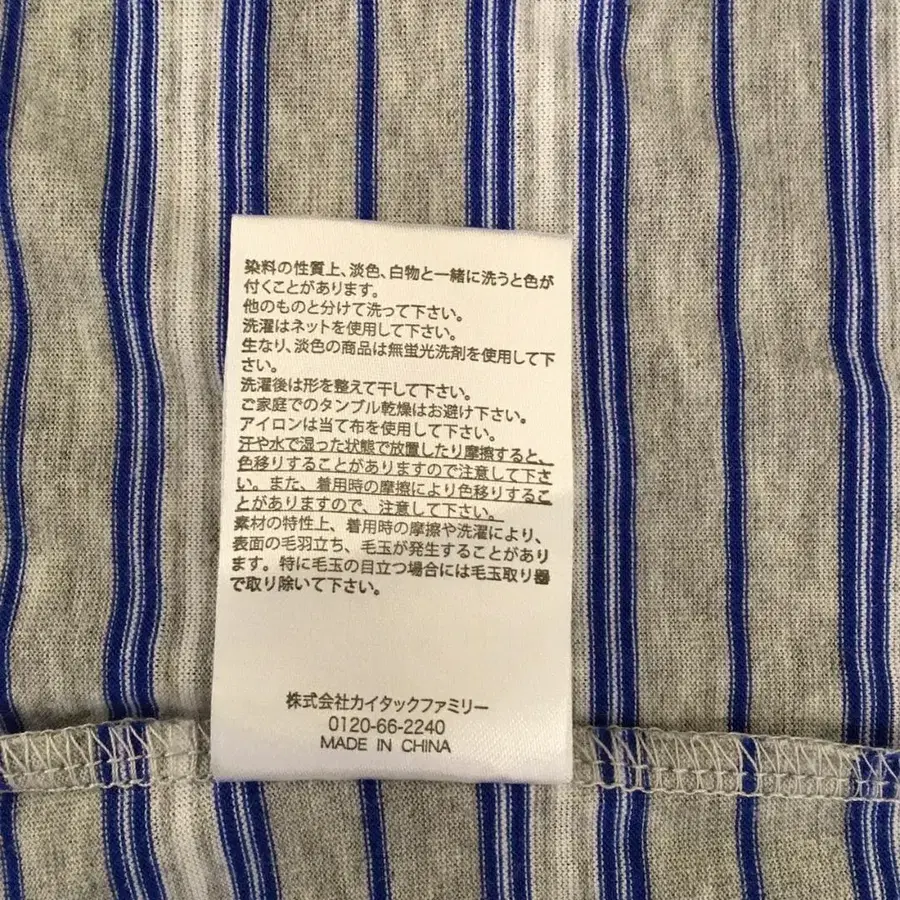 染料の性質上、淡色、白物と一緒に洗うと色が
付くことがあります。
他のものと分けて洗って下さい。
洗濯はネットを使用して下さい。
生なり、淡色の商品は無蛍光洗剤を使用して下
さい。
洗濯後は形を整えて干して下さい。
ご家庭でのタンブル乾燥はお避け下さい。
アイロンは当て布を使用して下さい。
汗や水で湿った状態で放置したり摩擦すると、
色移りすることがありますので注意して下さ
い。また、着用時の摩擦により色移りするこ
とがありますので、注意して下さい。
素材の特性上、着用時の摩擦や洗濯により、
表面の毛羽立ち、毛玉が発生することがあり
ます。特に毛玉の目立つ場合には毛玉取り器
で取り除いて下さい。
株式会社カイタックファミリー
0120-66-2240
MADE IN CHINA